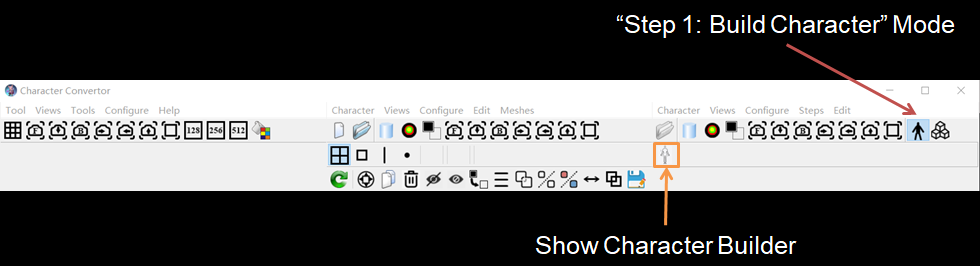 “Step 1: Build Character” Mode
Character Convertor
Tool Views Tools Configure Help
Character Views Configure Edit Meshes
Character Views Configure Steps Edit
F B 128 256 512
F B
F B
Show Character Builder